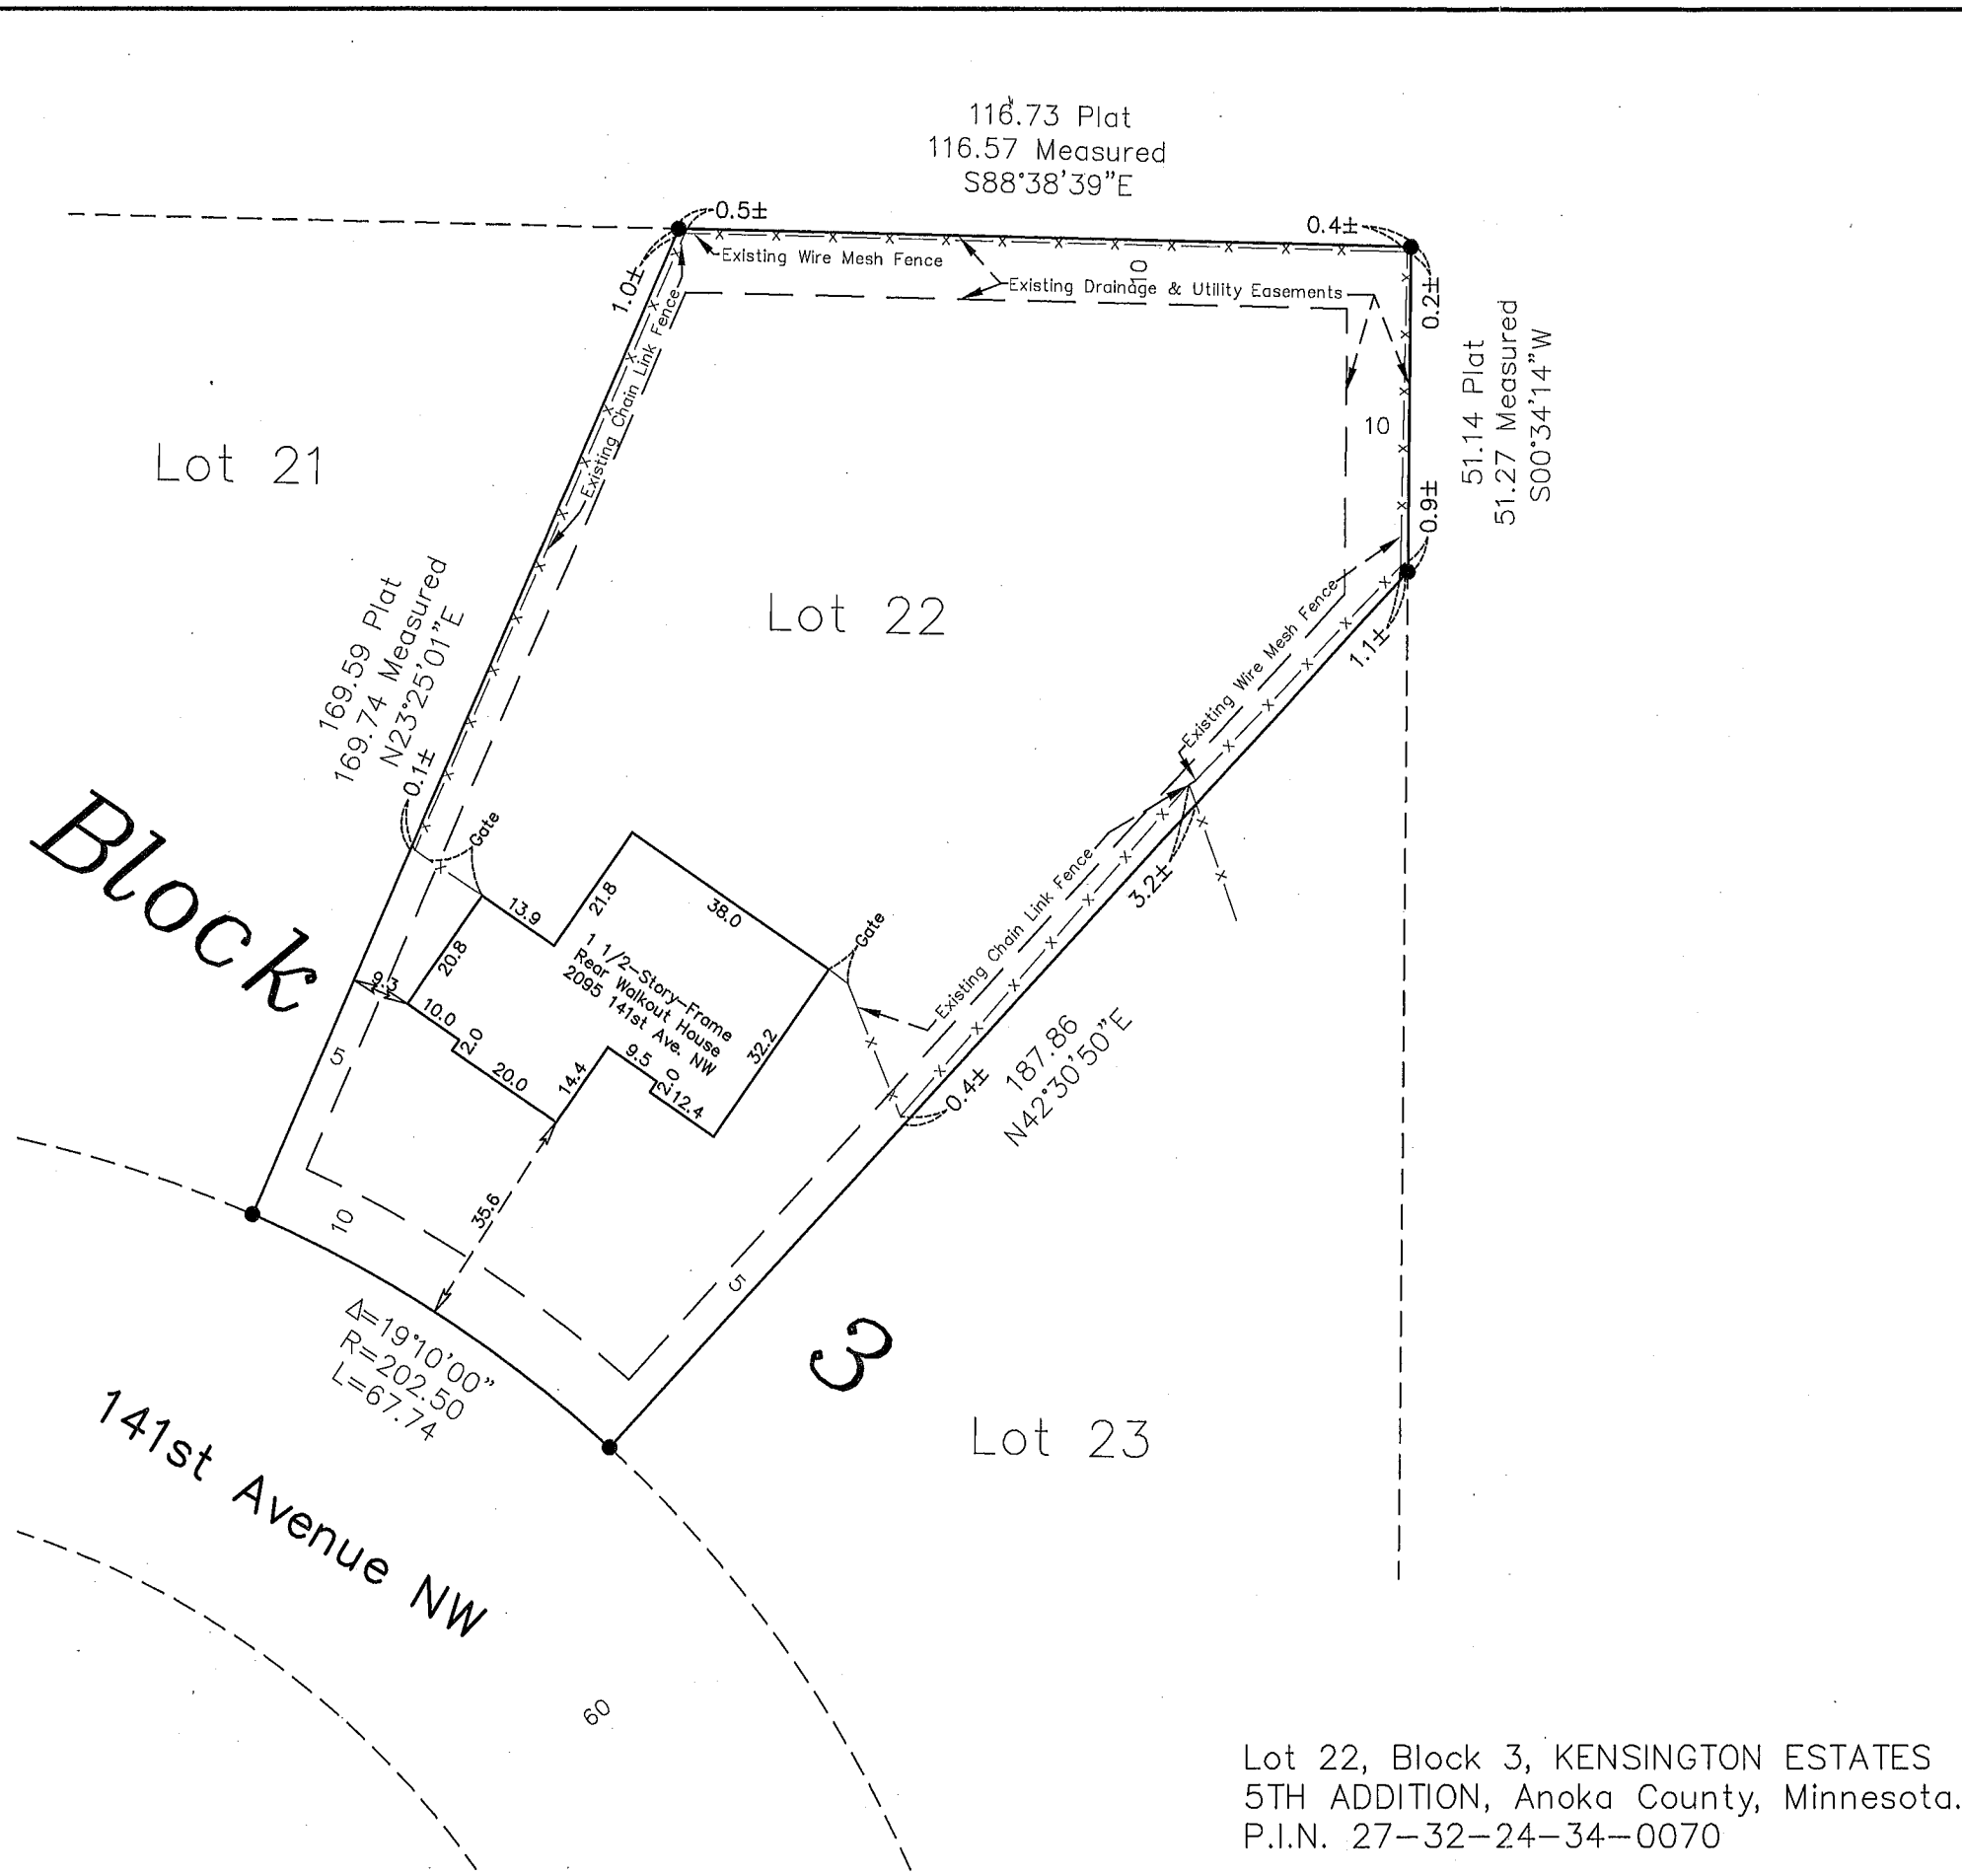 116.73 Plat
116.57 Measured
S88°38'39"E
0.5±
0.4±
Existing Wire Mesh Fence
10
Existing Drainage & Utility Easements
1.0±
0.2±
Existing Chain Link Fence
51.14 Plat
51.27 Measured
S00°34'14"W
10
Lot 21
0.9±
Lot 22
169.59 Plat
169.74 Measured
N23°25'01"E
Existing Wire Mesh Fence
1.1±
0.1±
Gate
Block
13.9
21.8
38.0
3.2±
Gate
Existing Chain Link Fence
20.8
1 1/2-Story-Frame
Rear Walkout House
2095 141st Ave. NW
9.3
10.0
2.0
20.0
14.4
9.5
2.0
12.4
32.2
5
0.4±
187.86
N42°30'50"E
35.6
10
5
Δ=19°10'00"
R=202.50
L=67.74
3
141st Avenue NW
Lot 23
60
Lot 22, Block 3, KENSINGTON ESTATES
5TH ADDITION, Anoka County, Minnesota.
P.I.N. 27-32-24-34-0070